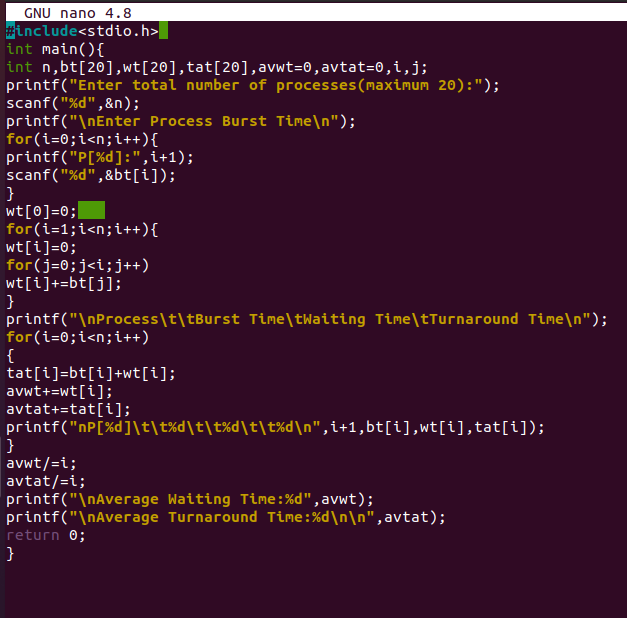 GNU nano 4.8
#include<stdio.h>
int main(){
int n,bt[20],wt[20],tat[20],avwt=0,avtat=0,i,j;
printf("Enter total number of processes(maximum 20):");
scanf("%d",&n);
printf("\nEnter Process Burst Time\n");
for(i=0;i<n;i++){
printf("P[%d]:",i+1);
scanf("%d",&bt[i]);
}
wt[0]=0;
for(i=1;i<n;i++){
wt[i]=0;
for(j=0;j<i;j++)
wt[i]+=bt[j];
}
printf("\nProcess\t\tBurst Time\tWaiting Time\tTurnaround Time\n");
for(i=0;i<n;i++)
{
tat[i]=bt[i]+wt[i];
avwt+=wt[i];
avtat+=tat[i];
printf("nP[%d]\t\t%d\t\t%d\t\t%d\n",i+1,bt[i],wt[i],tat[i]);
}
avwt/=i;
avtat/=i;
printf("\nAverage Waiting Time:%d",avwt);
printf("\nAverage Turnaround Time:%d\n\n",avtat);
return 0;
}